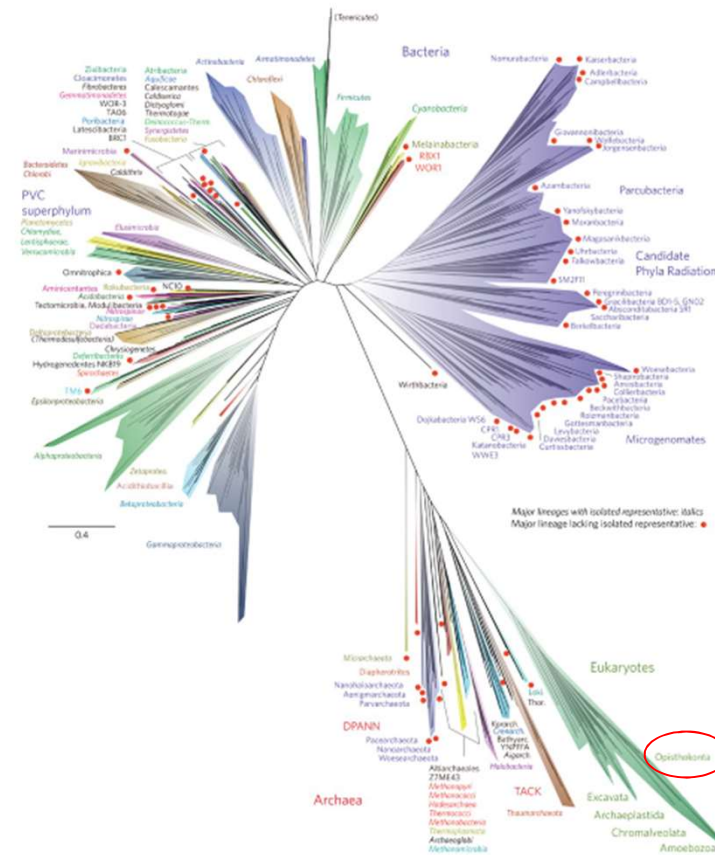 (Tenericutes)
Bacteria
Actinobacteria
Armatimonadetes
Chloroflexi
Firmicutes
Cyanobacteria
Melainabacteria
RBX1
WOR1
Zixibacteria
Cloacimonetes
Fibrobacteres
Gemmatimonadetes
WOR-3
TA06
Poribacteria
Latescibacteria
BRC1
Atribacteria
Aquificae
Calescamantes
Caldiserica
Dictyoglomi
Thermotogae
Deinococcus-Therm.
Synergistetes
Fusobacteria
Marinimicrobia
Bacteroidetes
Ignavibacteria
Chlorobi
Caldithrix
PVC
superphylum
Planctomycetes
Chlamydiae,
Lentisphaerae,
Verrucomicrobia
Elusimicrobia
Omnitrophica
Aminicenantes
Rokubacteria
NC10
Acidobacteria
Tectomicrobia, Modulibacteria
Nitrospinae
Nitrospirae
Dadabacteria
Deltaproteobacteria
(Thermodesulfobacteria)
Chrysiogenetes
Deferribacteres
Hydrogenedentes NKB19
Spirochaetes
TM6
Epsilonproteobacteria
Alphaproteobacteria
Zetaproteo.
Acidithiobacillia
Betaproteobacteria
Gammaproteobacteria
0.4
Nomurabacteria
Kaiserbacteria
Adlerbacteria
Campbellbacteria
Giovannonibacteria
Wolfebacteria
Jorgensenbacteria
Azambacteria
Parcubacteria
Yanofskybacteria
Moranbacteria
Magasanikbacteria
Uhrbacteria
Falkowbacteria
Candidate
Phyla Radiation
SM2F11
Peregrinibacteria
Gracilibacteria BD1-5, GN02
Absconditabacteria SR1
Saccharibacteria
Berkelbacteria
Woesebacteria
Shapirobacteria
Amesbacteria
Collierbacteria
Pacebacteria
Beckwithbacteria
Roizmanbacteria
Gottesmanbacteria
Levybacteria
Daviesbacteria
Curtissbacteria
Microgenomates
Wirthbacteria
Dojkabacteria WS6
CPR1
CPR3
Katanobacteria
WWE3
Major lineages with isolated representative: italics
Major lineage lacking isolated representative:
Micrarchaeota
Diapherotrites
Nanohaloarchaeota
Aenigmarchaeota
Parvarchaeota
DPANN
Pacearchaeota
Nanoarchaeota
Woesearchaeota
Altiarchaeales
Z7ME43
Methanopyri
Methanococci
Hadesarchaea
Thermococci
Methanobacteria
Thermoplasmata
Archaeoglobi
Methanomicrobia
Halobacteria
Archaea
Loki.
Thor.
Korarch.
Crenarch.
Bathyarc.
YNPFFA
Aigarch.
TACK
Thaumarchaeota
Eukaryotes
Opisthokonta
Excavata
Archaeplastida
Chromalveolata
Amoebozoa